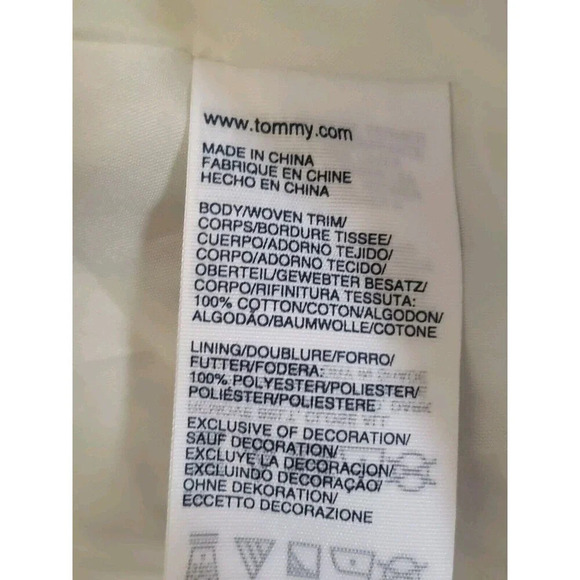 www.tommy.com
MADE IN CHINA
FABRIQUE EN CHINE
HECHO EN CHINA
BODY/WOVEN TRIM/
CORPS/BORDURE TISSEE/
CUERPO/ADORNO TEJIDO/
CORPO/ADORNO TECIDO/
OBERTEIL/GEWEBTER BESATZ/
CORPO/RIFINITURA TESSUTA:
100% COTTON/COTON/ALGODON/
ALGODÃO/BAUMWOLLE/COTONE
LINING/DOUBLURE/FORRO/
FUTTER/FODERA:
100% POLYESTER/POLIESTER/
POLIÉSTER/POLIESTERE
EXCLUSIVE OF DECORATION/
SAUF DECORATION/
EXCLUYE LA DECORACION/
EXCLUINDO DECORAÇÃO/
OHNE DEKORATION/
ECCETTO DECORAZIONE